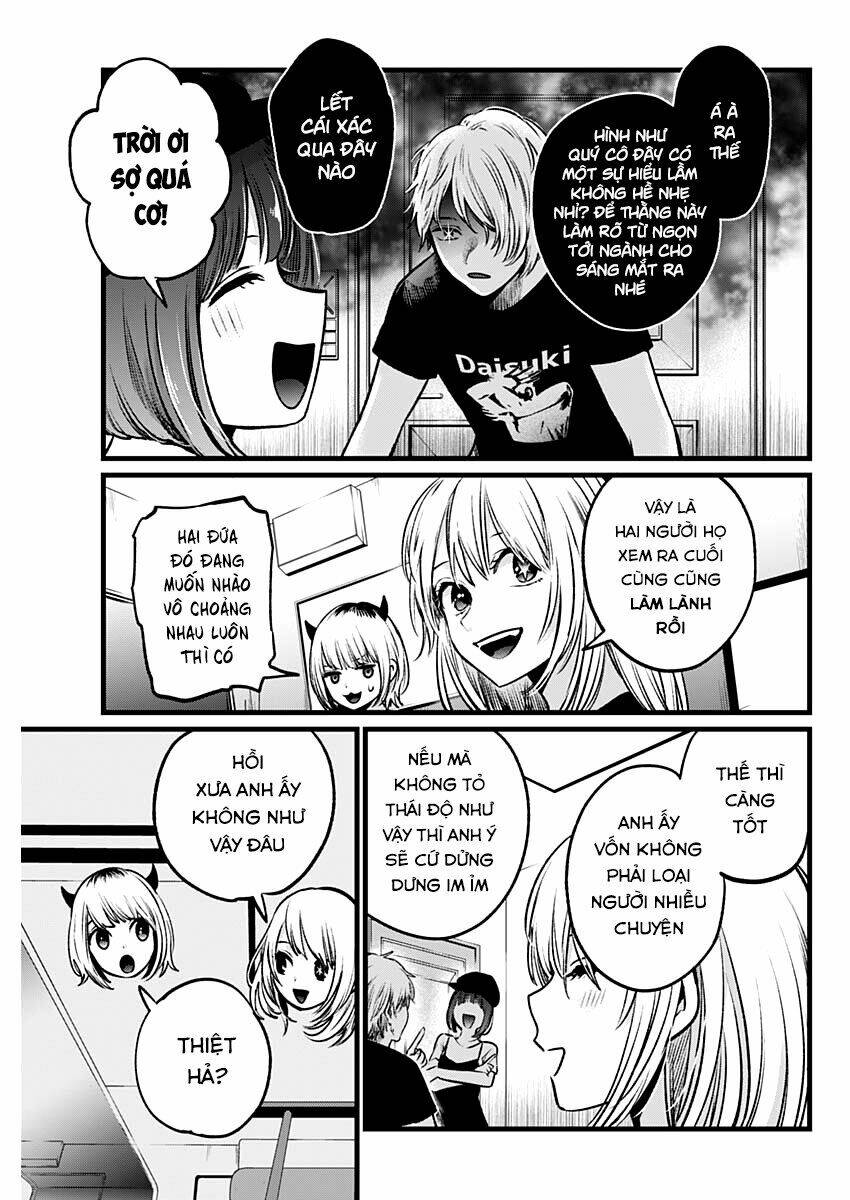 Á À
RA
THẾ
HÌNH NHƯ
QUÝ CÔ ĐÂY CÓ
MỘT SỰ HIỂU LẦM
KHÔNG HỀ NHẸ
NHỈ? ĐỂ THẰNG NÀY
LÀM RÕ TỪ NGỌN
TỚI NGÀNH CHO
SÁNG MẮT RA
NHÉ
LẾT
CÁI XÁC
QUA ĐÂY
NÀO
TRỜI ƠI
SỢ QUÁ
CƠ!
Daisuki
VẬY LÀ
HAI NGƯỜI HỌ
XEM RA CUỐI
CÙNG CŨNG
LÀM LÀNH
RỒI
HAI ĐỨA
ĐÓ ĐANG
MUỐN NHÀO
VÔ CHOẢNG
NHAU LUÔN
THÌ CÓ
THẾ THÌ
CÀNG
TỐT
ANH ẤY
VỐN KHÔNG
PHẢI LOẠI
NGƯỜI NHIỀU
CHUYỆN
NẾU MÀ
KHÔNG TỎ
THÁI ĐỘ NHƯ
VẬY THÌ ANH Ý
SẼ CỨ DỬNG
DƯNG IM ỈM
HỒI
XƯA ANH ẤY
KHÔNG NHƯ
VẬY ĐÂU
THIỆT
HẢ?